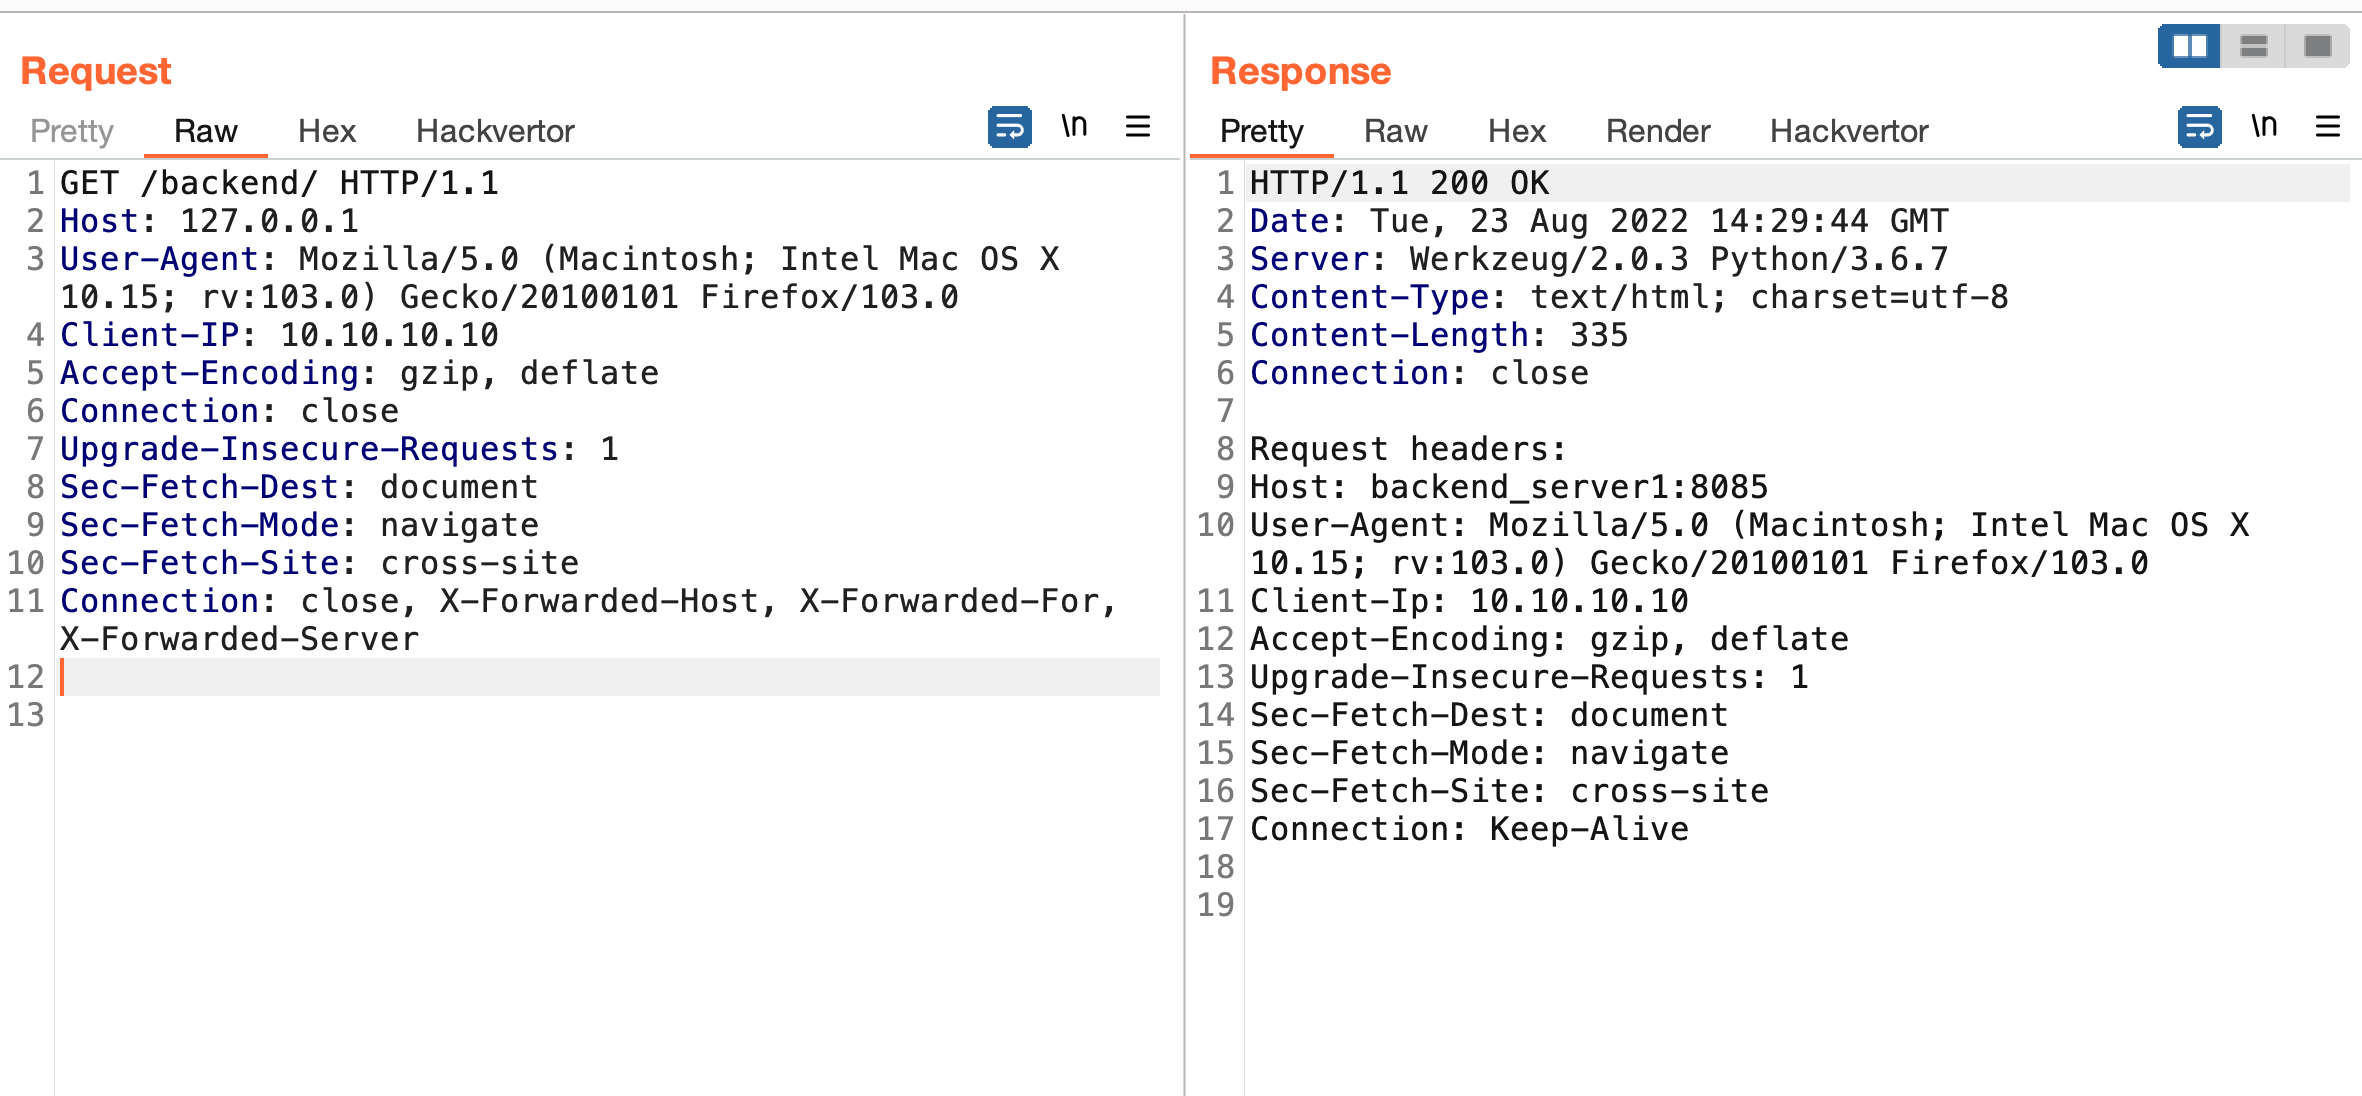 Request
Pretty Raw Hex Hackvertor \n
1 GET /backend/ HTTP/1.1
2 Host: 127.0.0.1
3 User-Agent: Mozilla/5.0 (Macintosh; Intel Mac OS X
10.15; rv:103.0) Gecko/20100101 Firefox/103.0
4 Client-IP: 10.10.10.10
5 Accept-Encoding: gzip, deflate
6 Connection: close
7 Upgrade-Insecure-Requests: 1
8 Sec-Fetch-Dest: document
9 Sec-Fetch-Mode: navigate
10 Sec-Fetch-Site: cross-site
11 Connection: close, X-Forwarded-Host, X-Forwarded-For,
X-Forwarded-Server
12
13
Response
Pretty Raw Hex Render Hackvertor \n
1 HTTP/1.1 200 OK
2 Date: Tue, 23 Aug 2022 14:29:44 GMT
3 Server: Werkzeug/2.0.3 Python/3.6.7
4 Content-Type: text/html; charset=utf-8
5 Content-Length: 335
6 Connection: close
7
8 Request headers:
9 Host: backend_server1:8085
10 User-Agent: Mozilla/5.0 (Macintosh; Intel Mac OS X
10.15; rv:103.0) Gecko/20100101 Firefox/103.0
11 Client-Ip: 10.10.10.10
12 Accept-Encoding: gzip, deflate
13 Upgrade-Insecure-Requests: 1
14 Sec-Fetch-Dest: document
15 Sec-Fetch-Mode: navigate
16 Sec-Fetch-Site: cross-site
17 Connection: Keep-Alive
18
19